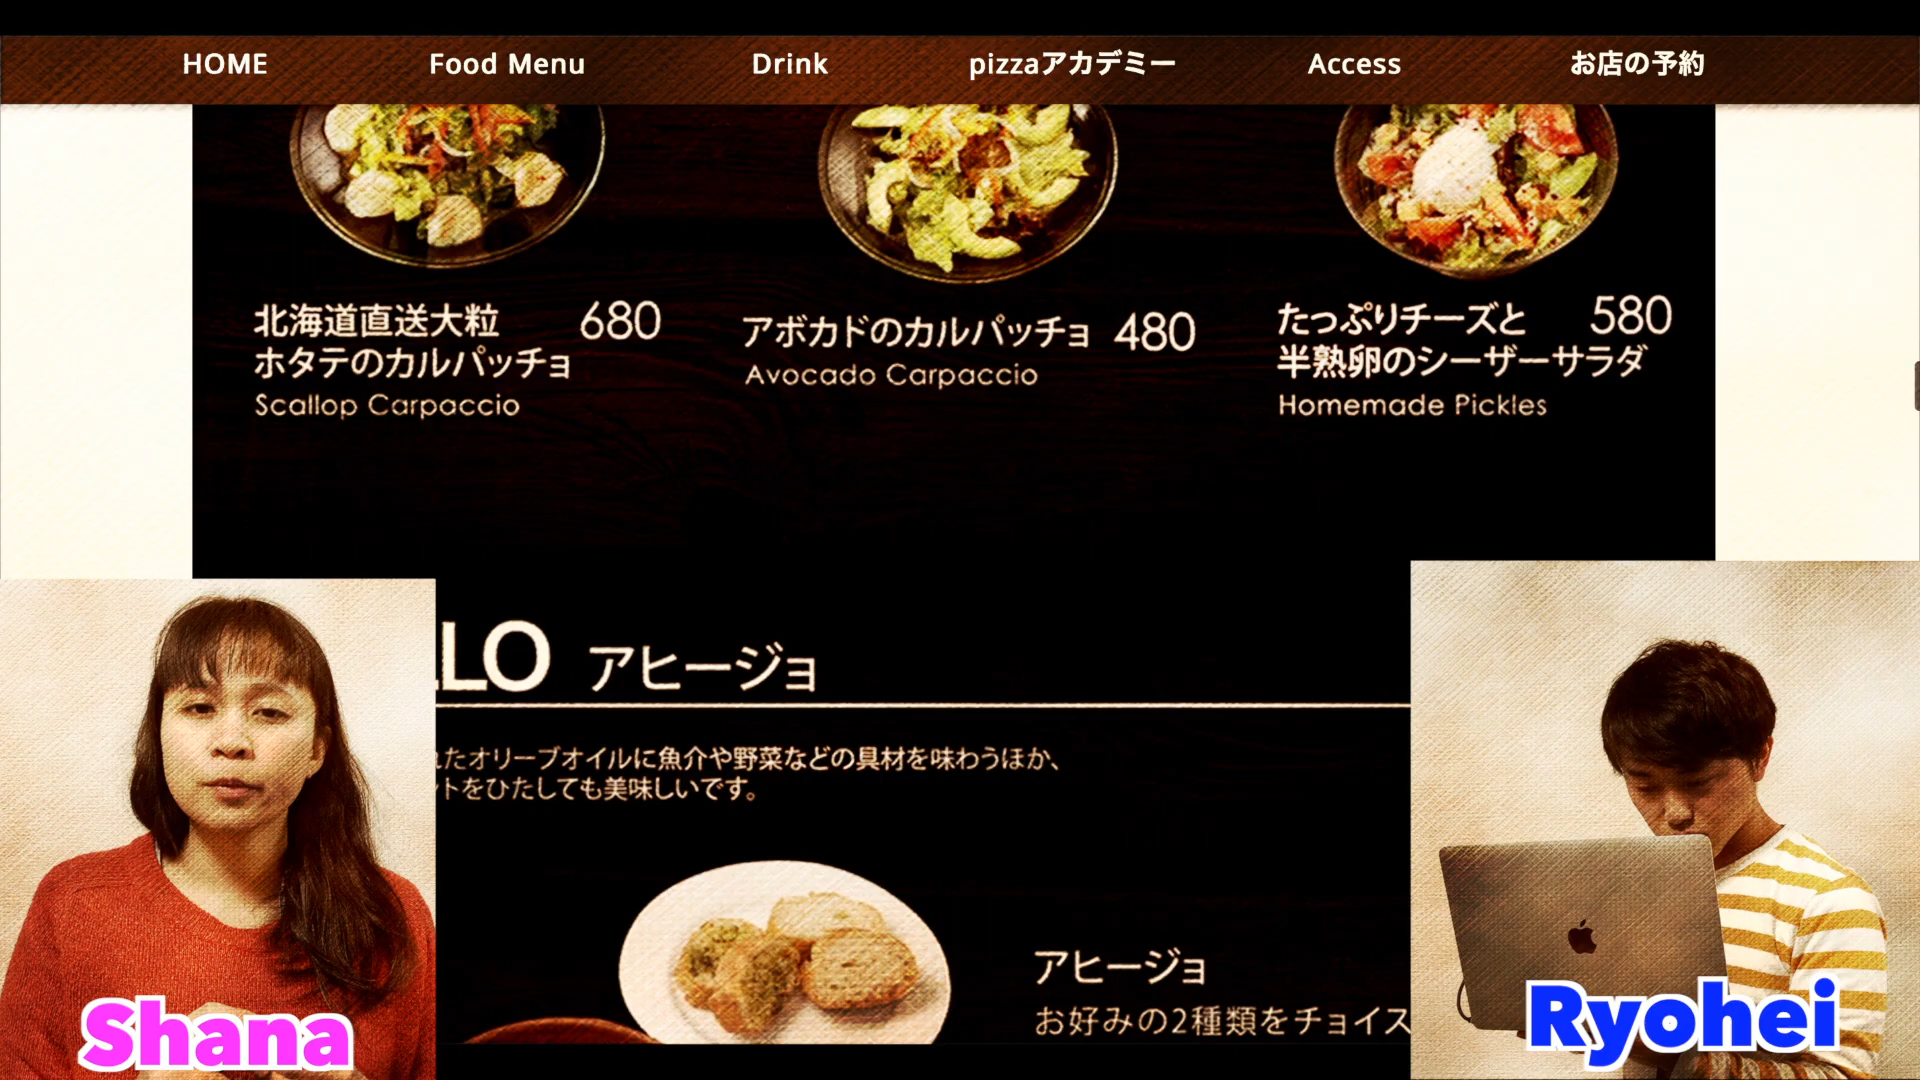 HOME Food Menu Drink pizzaアカデミー Access お店の予約
北海道直送大粒 680
ホタテのカルパッチョ
Scallop Carpaccio
アボカドのカルパッチョ 480
Avocado Carpaccio
たっぷりチーズと 580
半熟卵のシーザーサラダ
Homemade Pickles
LLO アヒージョ
れたオリーブオイルに魚介や野菜などの具材を味わうほか、
ットをひたしても美味しいです。
アヒージョ
お好みの2種類をチョイス
Shana
Ryohei